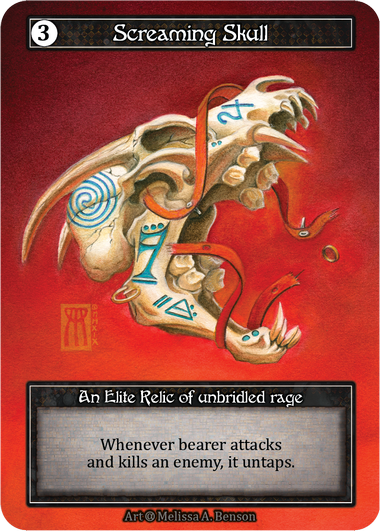 3
Screaming Skull
An Elite Relic of unbridled rage
Whenever bearer attacks
and kills an enemy, it untaps.
Art @ Melissa A. Benson